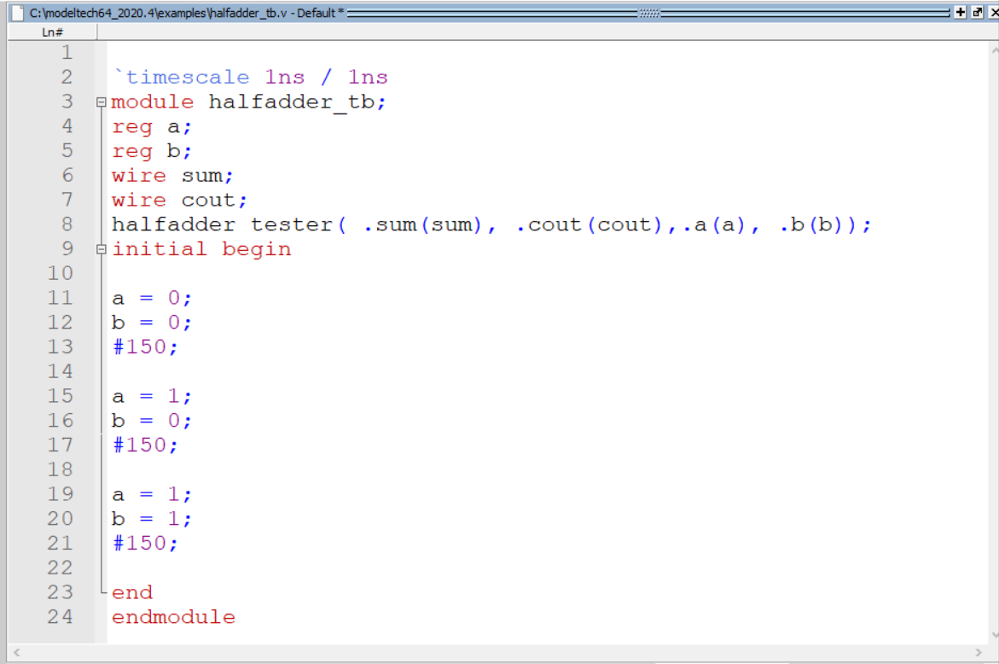 C:\modeltech64_2020.4\examples\halfadder_tb.v - Default *
Ln#
1
2 `timescale 1ns / 1ns
3 module halfadder_tb;
4 reg a;
5 reg b;
6 wire sum;
7 wire cout;
8 halfadder tester( .sum(sum), .cout(cout),.a(a), .b(b));
9 initial begin
10
11 a = 0;
12 b = 0;
13 #150;
14
15 a = 1;
16 b = 0;
17 #150;
18
19 a = 1;
20 b = 1;
21 #150;
22
23 end
24 endmodule